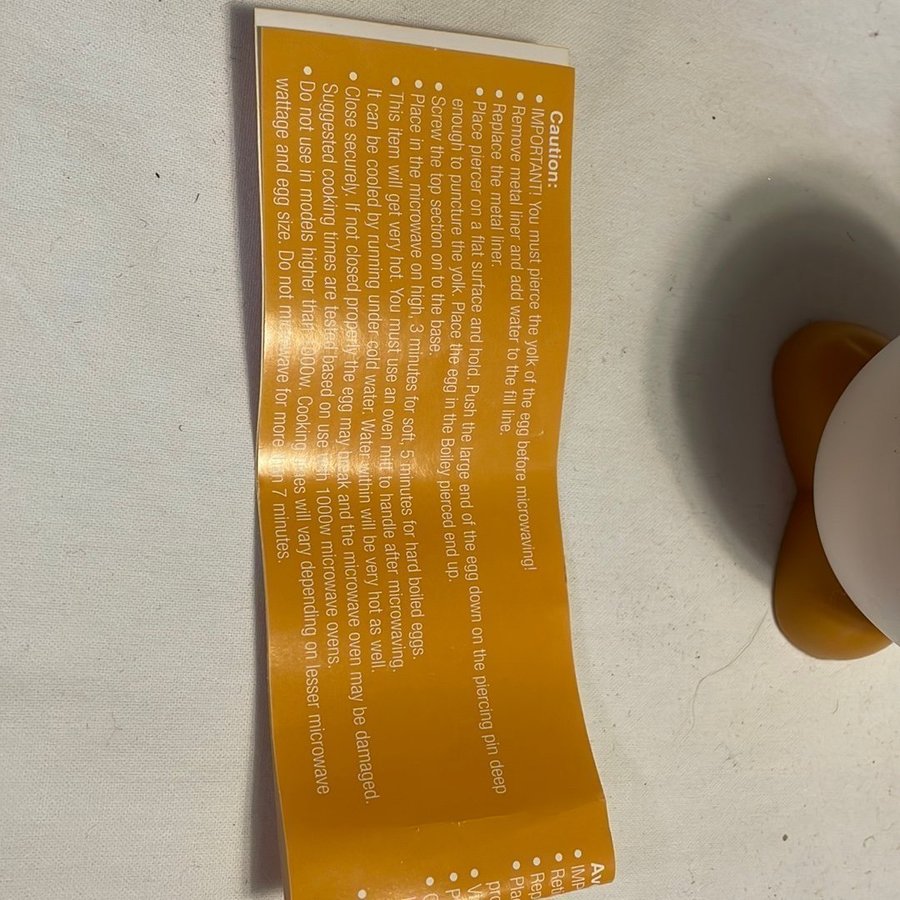 Caution:
• IMPORTANT! You must pierce the yolk of the egg before microwaving!
• Remove metal liner and add water to the fill line.
• Replace the metal liner.
• Place piercer on a flat surface and hold. Push the large end of the egg down on the piercing pin deep
enough to puncture the yolk. Place the egg in the Boiley pierced end up.
• Screw the top section on to the base.
• Place in the microwave on high, 3 minutes for soft, 5 minutes for hard boiled eggs.
• This item will get very hot. You must use an oven mitt to handle after microwaving.
It can be cooled by running under cold water. Water within will be very hot as well.
• Close securely. If not closed properly the egg may leak and the microwave oven may be damaged.
Suggested cooking times are tested based on use with 1000w microwave ovens.
• Do not use in models higher than 1000w. Cooking times will vary depending on lesser microwave
wattage and egg size. Do not microwave for more than 7 minutes.
Av
• IMP
• Ret
• Rep
• Pla
pro